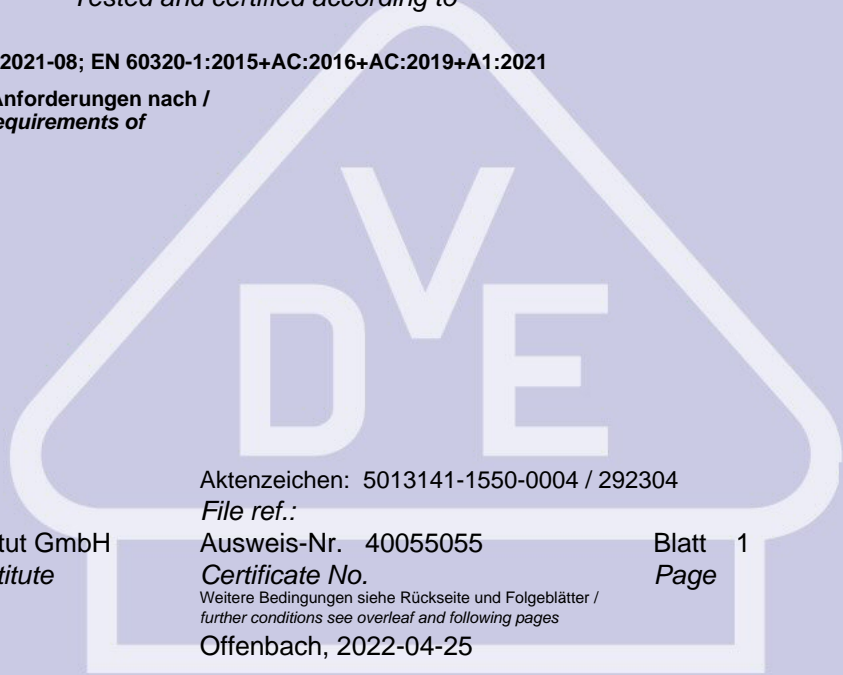 Tested and certified according to
2021-08; EN 60320-1:2015+AC:2016+AC:2019+A1:2021
Anforderungen nach /
equirements of
VDE
Aktenzeichen: 5013141-1550-0004 / 292304
File ref.:
tut GmbH Ausweis-Nr. 40055055 Blatt 1
titute Certificate No. Page
Weitere Bedingungen siehe Rückseite und Folgeblätter /
further conditions see overleaf and following pages
Offenbach, 2022-04-25